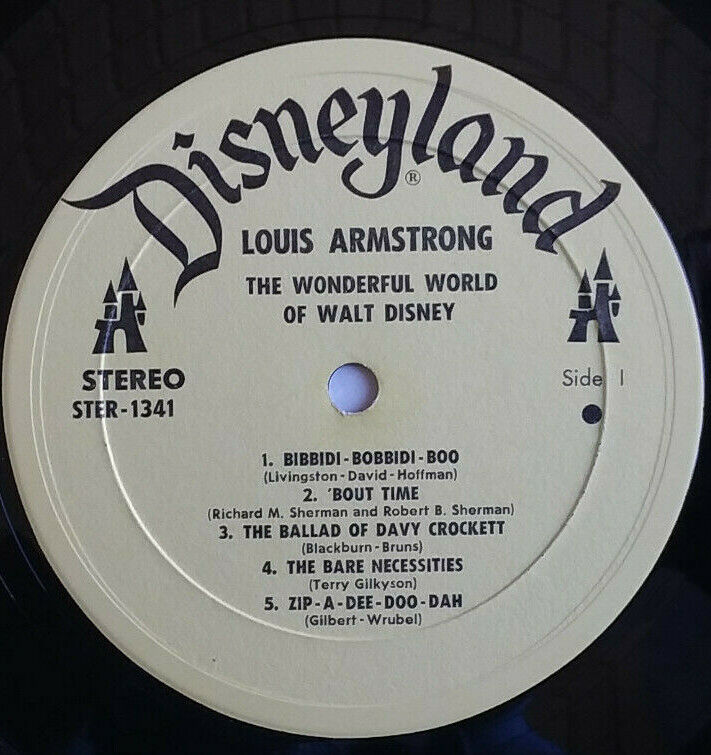 Disneyland®
LOUIS ARMSTRONG
THE WONDERFUL WORLD
OF WALT DISNEY
STEREO
STER-1341
Side 1
1. BIBBIDI-BOBBIDI-BOO
(Livingston-David-Hoffman)
2. 'BOUT TIME
(Richard M. Sherman and Robert B. Sherman)
3. THE BALLAD OF DAVY CROCKETT
(Blackburn-Bruns)
4. THE BARE NECESSITIES
(Terry Gilkyson)
5. ZIP-A-DEE-DOO-DAH
(Gilbert-Wrubel)